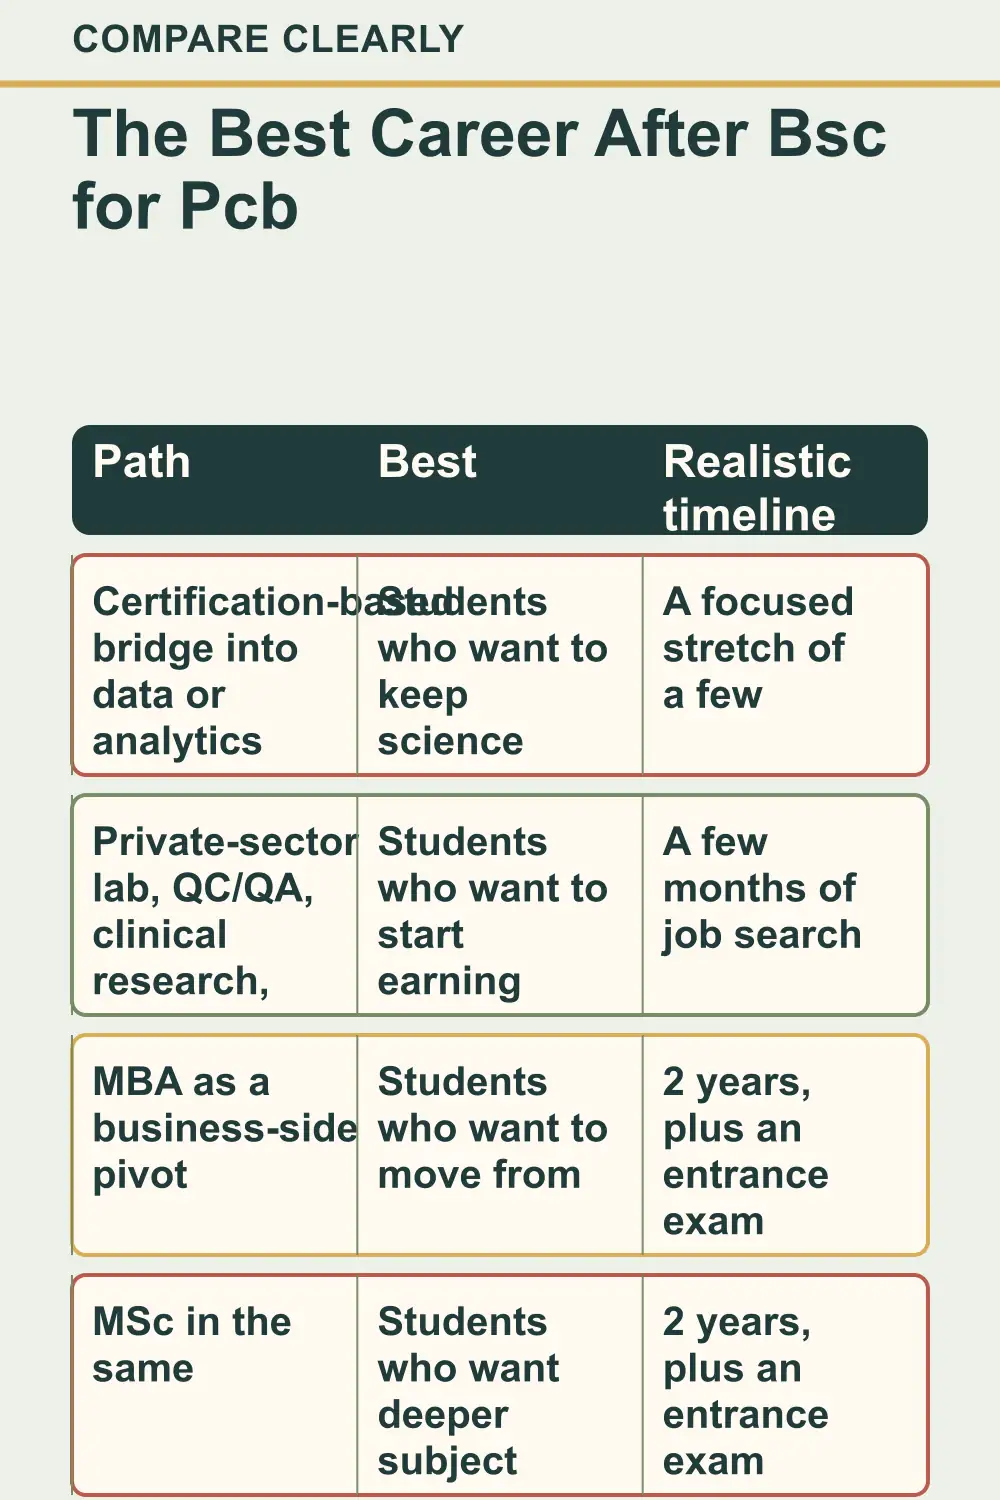 COMPARE CLEARLY
The Best Career After Bsc
for Pcb
Path Best Realistic
timeline
Certification-based Students A focused
bridge into who want to stretch of
data or keep a few
analytics science
Private-sector Students A few
lab, QC/QA, who want to months of
clinical start job search
research, earning
MBA as a Students 2 years,
business-side who want to plus an
pivot move from entrance
exam
MSc in the Students 2 years,
same who want plus an
deeper entrance
subject exam